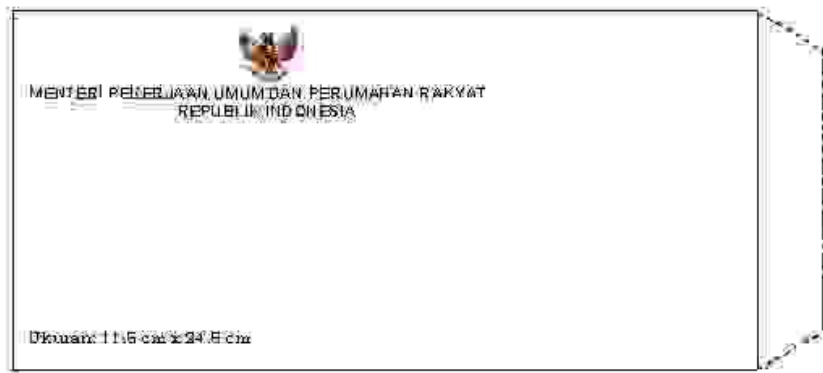 MENTERI PEKERJAAN UMUM DAN PERUMAHAN RAKYAT
REPUBLIK INDONESIA
Ukuran: 11.5 cm x 24.5 cm